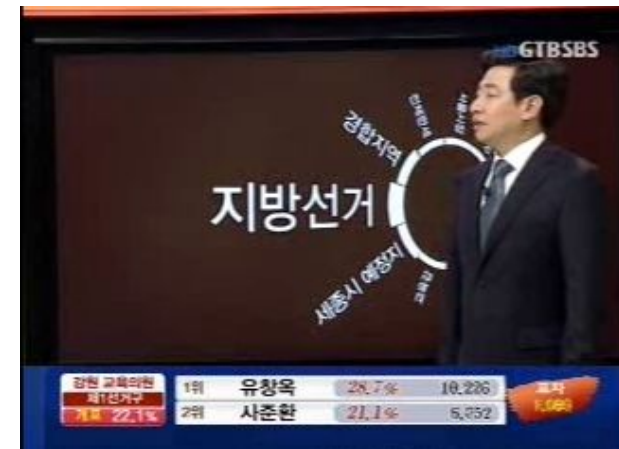 GTBSBS
경합지역
지방선거
세종시 예정지
강원 교육의원
제1선거구
개표 22.1%
1위 유창옥 28.7% 10,226
2위 사준환 21.1%
표차